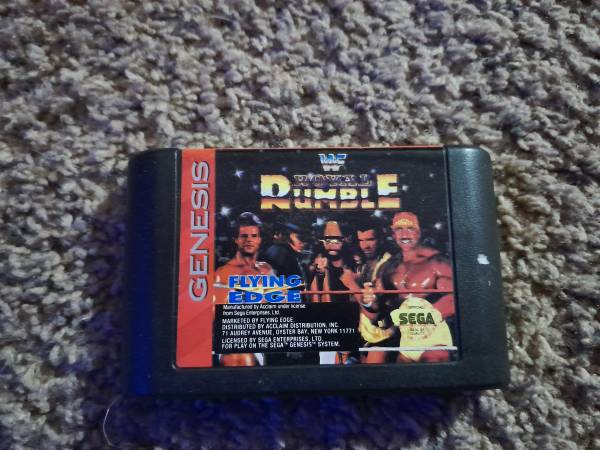 GENESIS
WF
ROYAL
RUMBLE
FLYING
EDGE
Manufactured by Acclaim under license
from Sega Enterprises, Ltd.
MARKETED BY FLYING EDGE.
DISTRIBUTED BY ACCLAIM DISTRIBUTION, INC.
71 AUDREY AVENUE, OYSTER BAY, NEW YORK 11771
LICENSED BY SEGA ENTERPRISES, LTD.
FOR PLAY ON THE SEGA™ GENESIS™ SYSTEM.
SEGA